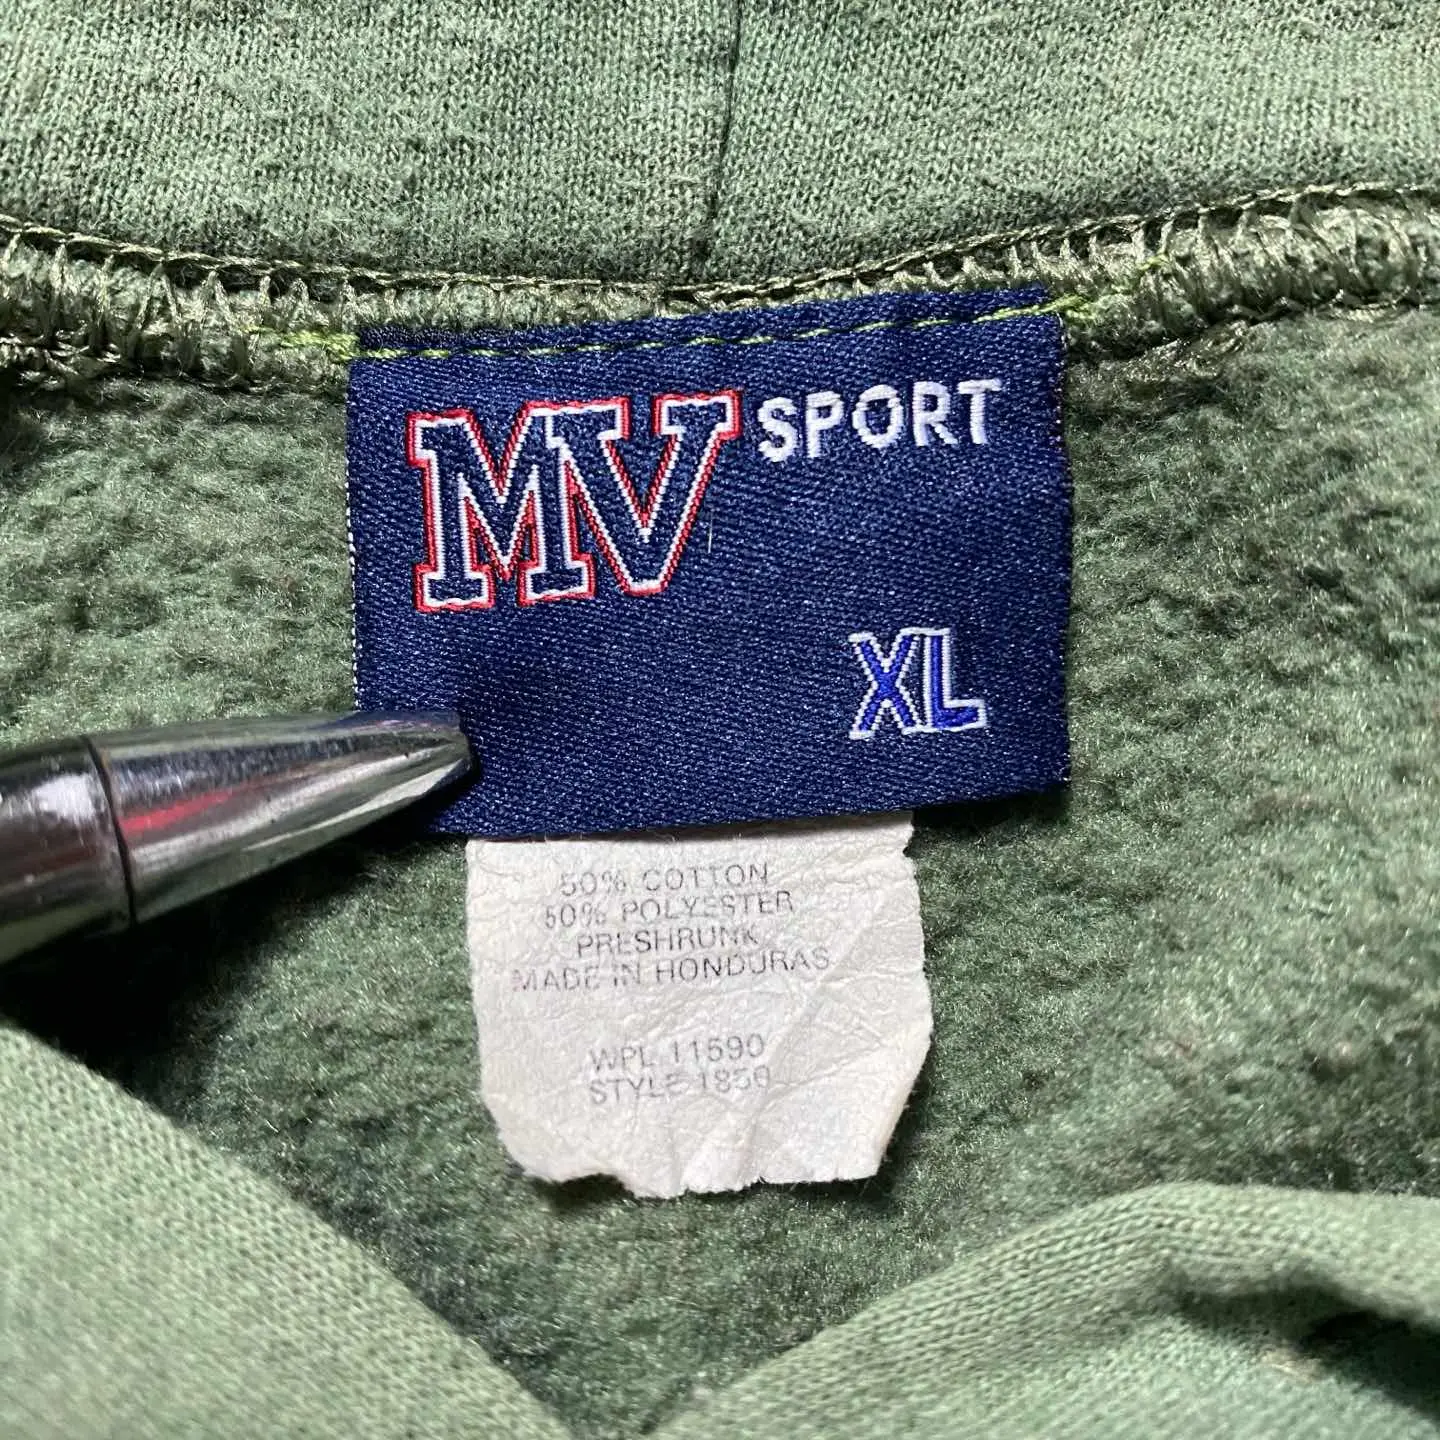 MV SPORT
XL
50% COTTON
50% POLYESTER
PRESHRUNK
MADE IN HONDURAS
WPL 11590
STYLE 1850